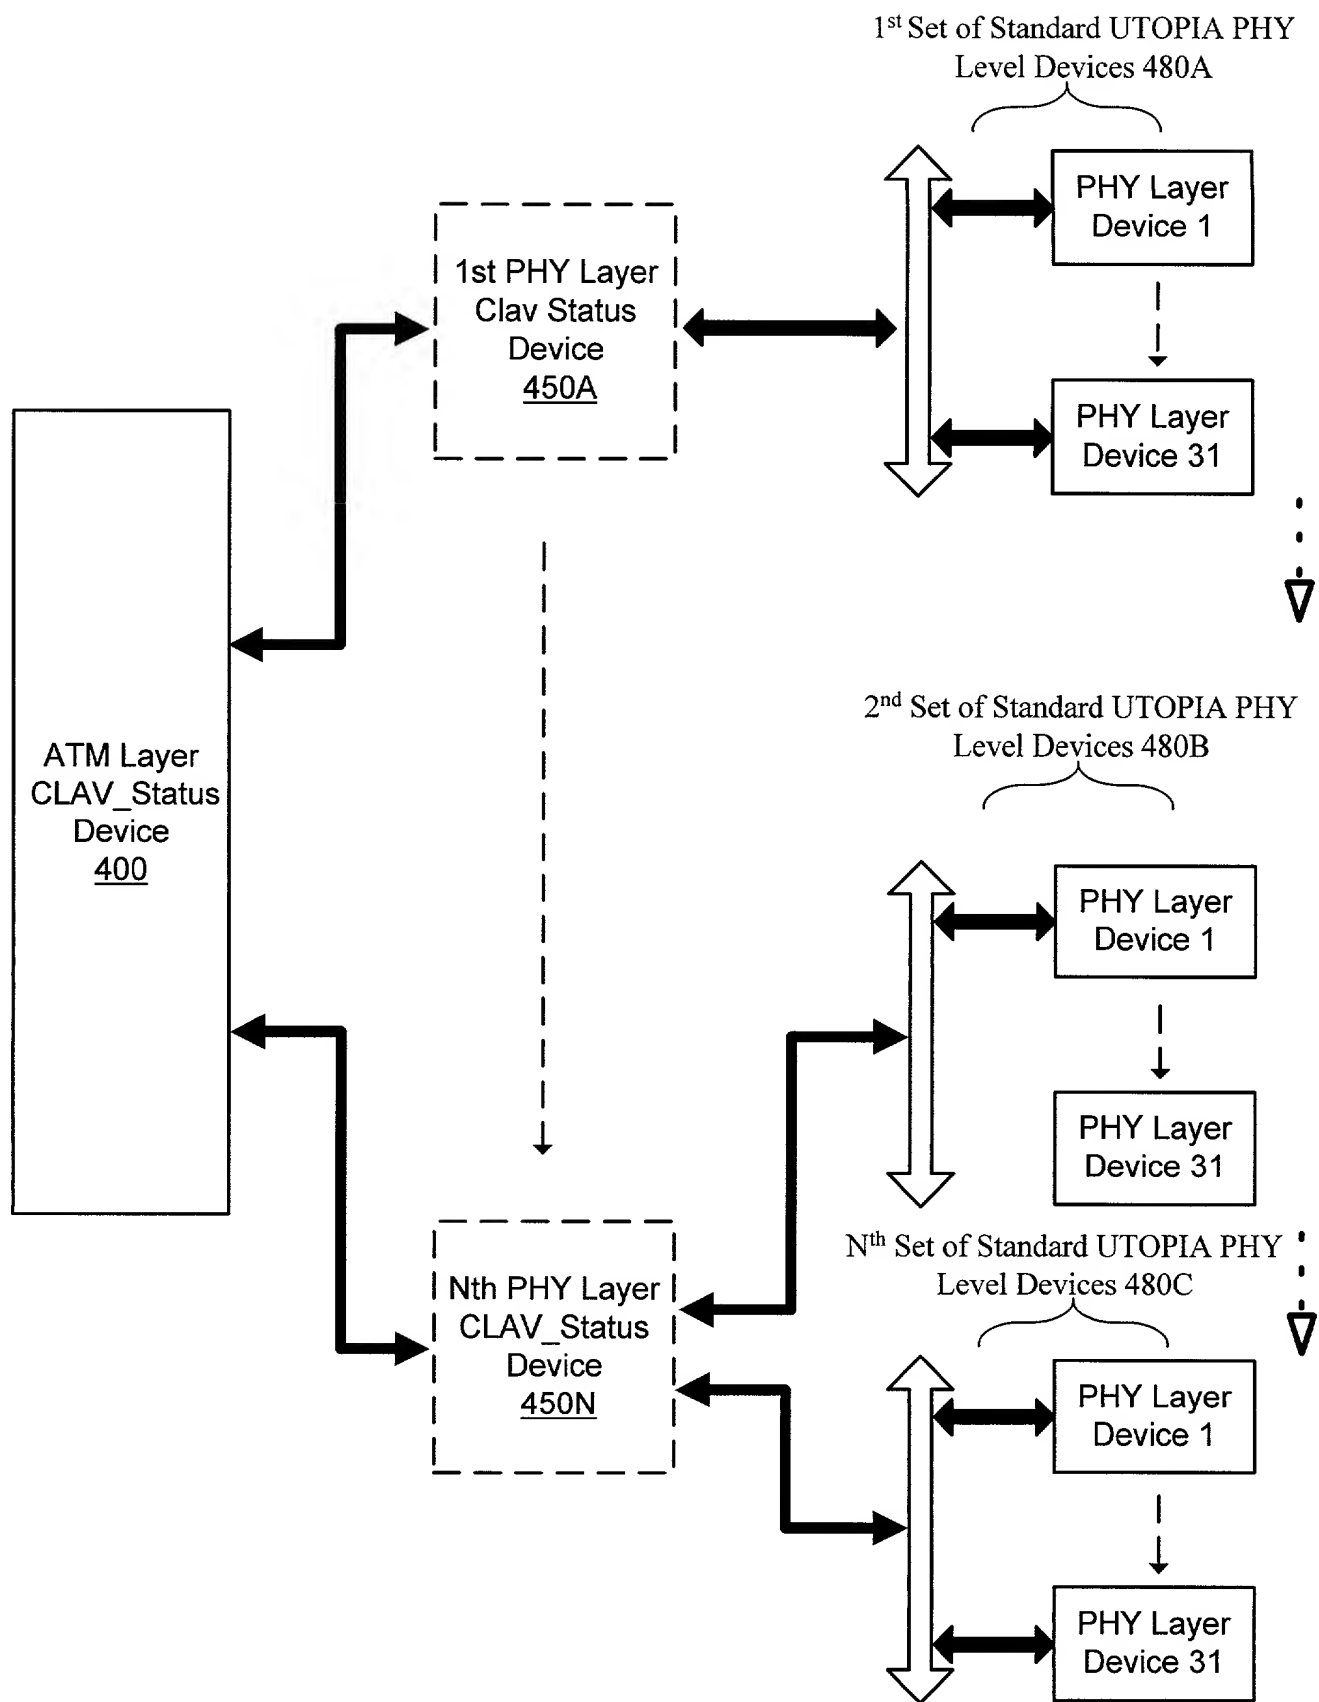 1st Set of Standard UTOPIA PHY
Level Devices 480A
PHY Layer
Device 1
1st PHY Layer
Clav Status
Device
450A
PHY Layer
Device 31
2nd Set of Standard UTOPIA PHY
Level Devices 480B
ATM Layer
CLAV_Status
Device
400
PHY Layer
Device 1
PHY Layer
Device 31
Nth Set of Standard UTOPIA PHY
Level Devices 480C
Nth PHY Layer
CLAV_Status
Device
450N
PHY Layer
Device 1
PHY Layer
Device 31